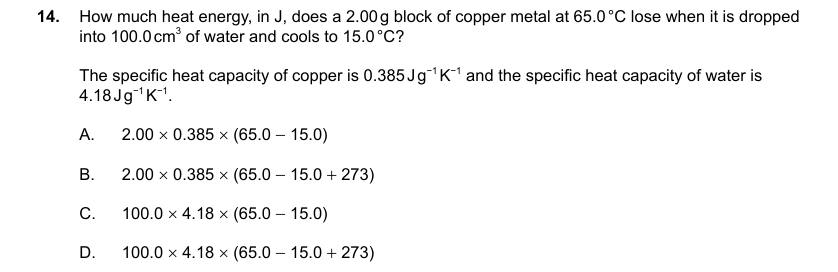 14. How much heat energy, in J, does a 2.00 g block of copper metal at 65.0 °C lose when it is dropped
into 100.0 cm³ of water and cools to 15.0 °C?
The specific heat capacity of copper is 0.385 J g⁻¹ K⁻¹ and the specific heat capacity of water is
4.18 J g⁻¹ K⁻¹.
A. 2.00 × 0.385 × (65.0 – 15.0)
B. 2.00 × 0.385 × (65.0 – 15.0 + 273)
C. 100.0 × 4.18 × (65.0 – 15.0)
D. 100.0 × 4.18 × (65.0 – 15.0 + 273)